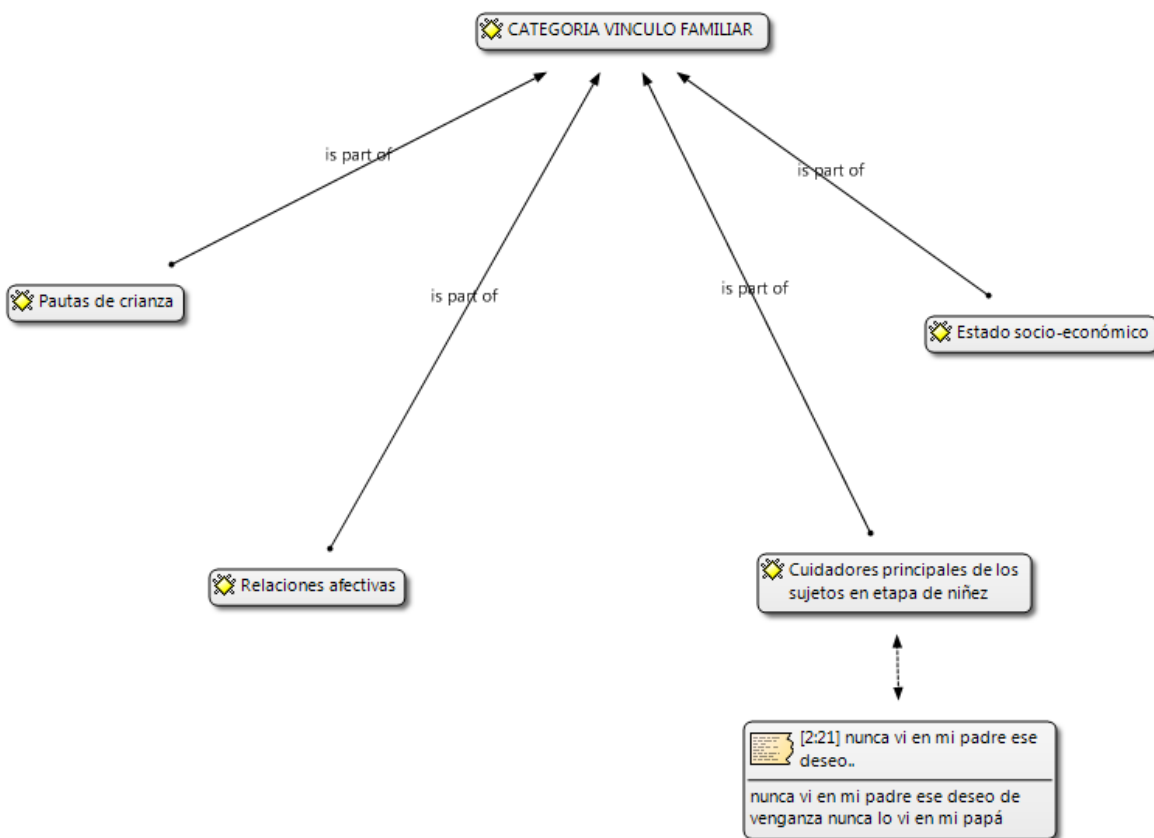 CATEGORIA VINCULO FAMILIAR
is part of
is part of
is part of
is part of
Pautas de crianza
Estado socio-económico
Relaciones afectivas
Cuidadores principales de los
sujetos en etapa de niñez
[2:21] nunca vi en mi padre ese
deseo..
nunca vi en mi padre ese deseo de
venganza nunca lo vi en mi papá